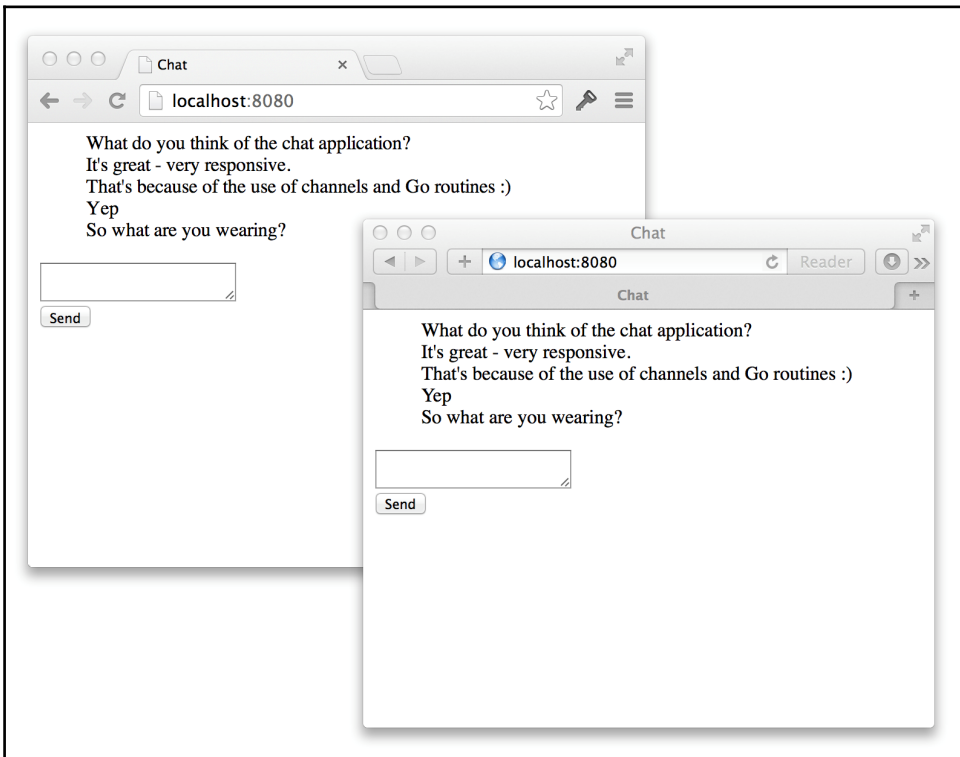 Chat
localhost:8080
What do you think of the chat application?
It's great - very responsive.
That's because of the use of channels and Go routines :)
Yep
So what are you wearing?
Send
Chat
localhost:8080
Reader
Chat
What do you think of the chat application?
It's great - very responsive.
That's because of the use of channels and Go routines :)
Yep
So what are you wearing?
Send